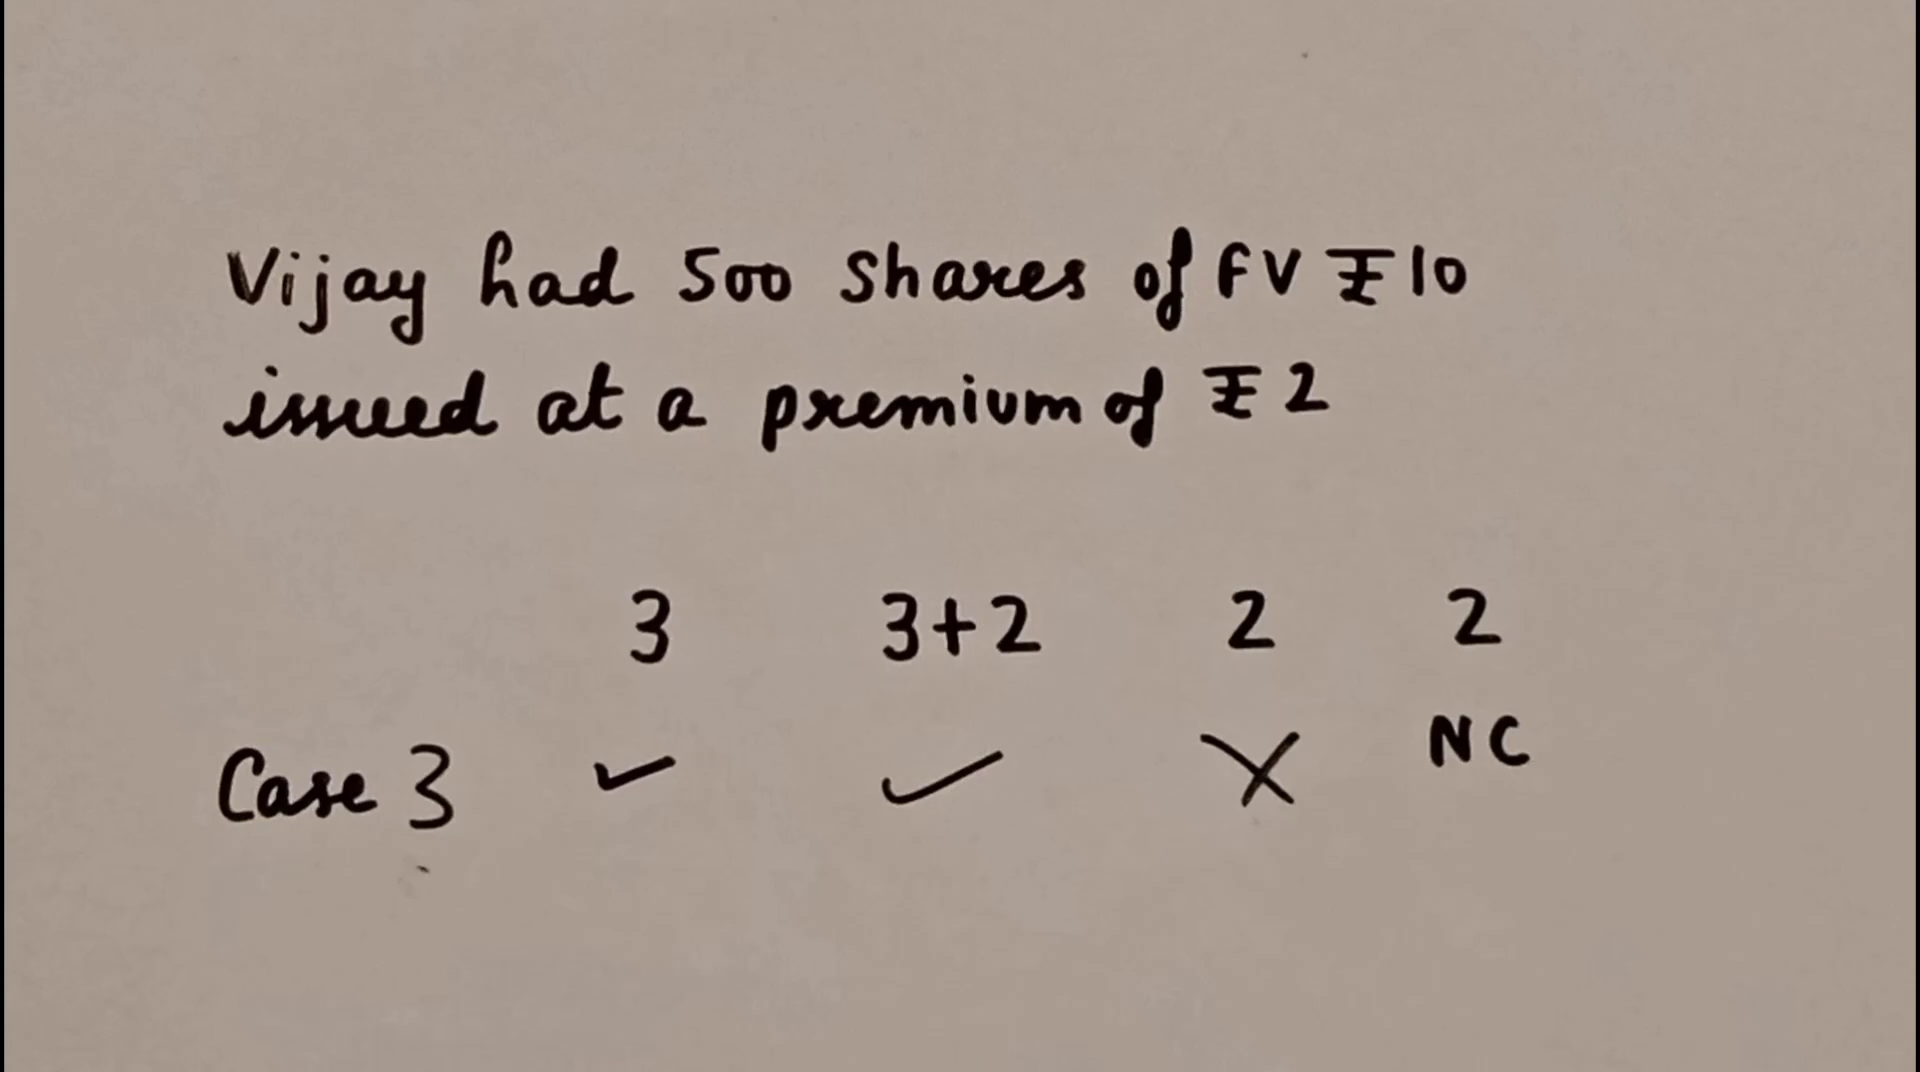 Vijay had 500 shares of FV ₹10
issued at a premium of ₹2
3 3+2 2 2
Case 3 ✓ ✓ X NC